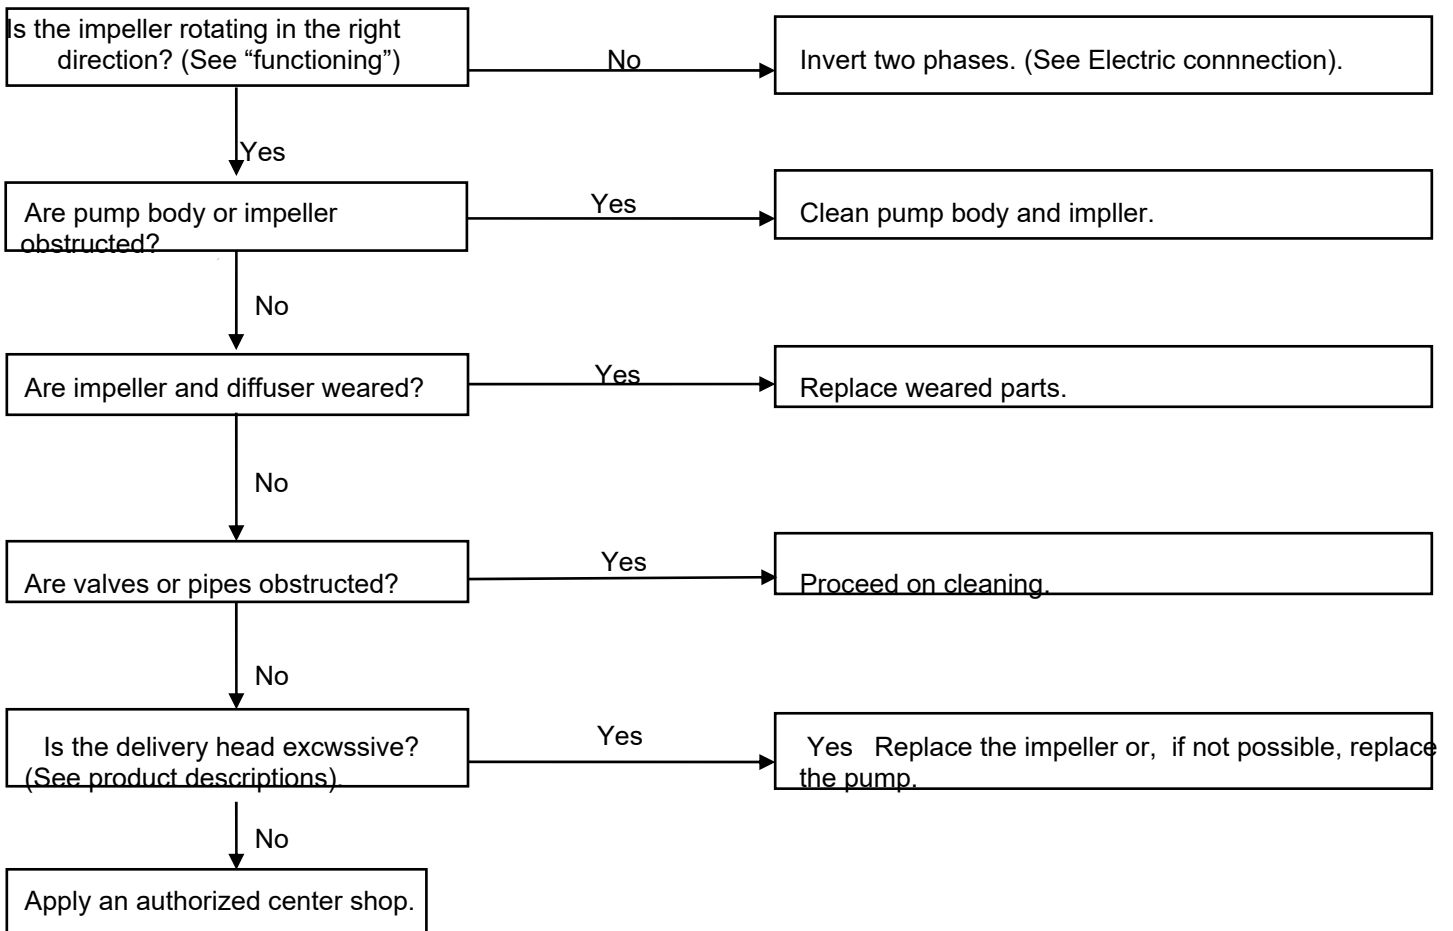 Is the impeller rotating in the right
direction? (See “functioning”)
No
Invert two phases. (See Electric connnection).
Yes
Are pump body or impeller
obstructed?
Yes
Clean pump body and impller.
No
Are impeller and diffuser weared?
Yes
Replace weared parts.
No
Are valves or pipes obstructed?
Yes
Proceed on cleaning.
No
Is the delivery head excwssive?
(See product descriptions).
Yes
Yes Replace the impeller or, if not possible, replace
the pump.
No
Apply an authorized center shop.